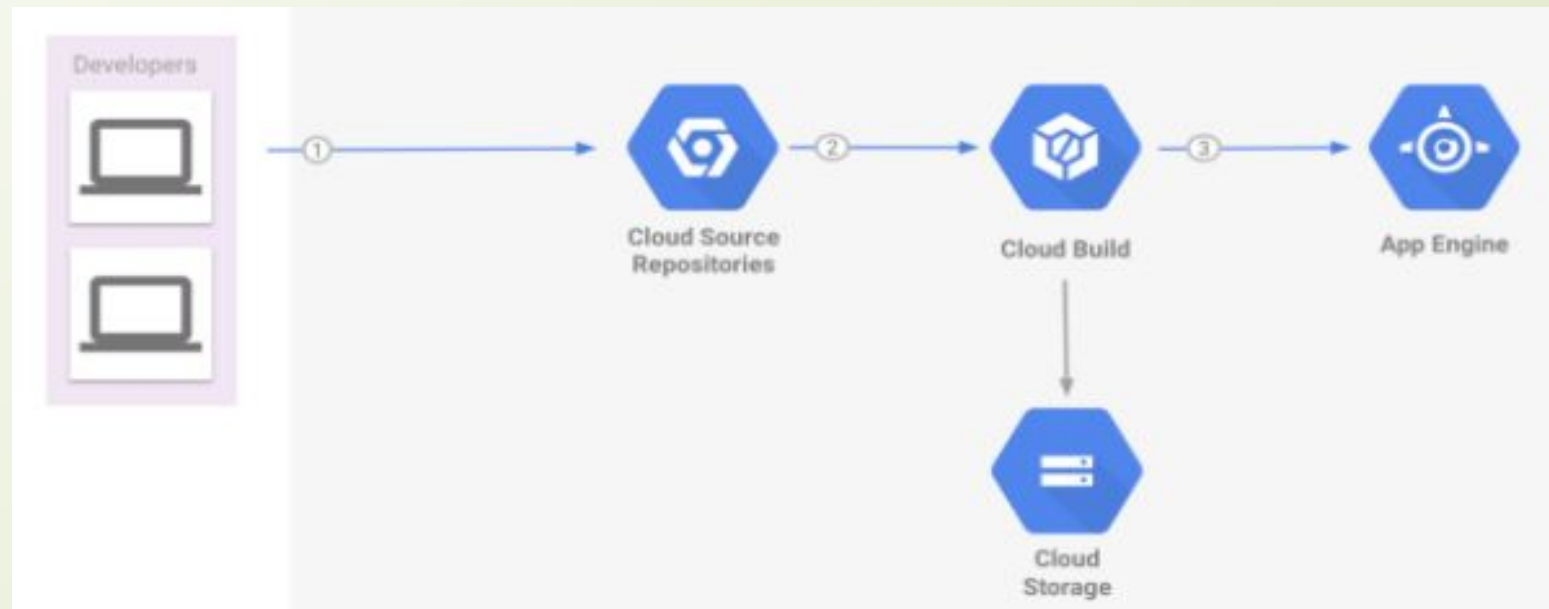 Developers
1
2
3
Cloud Source
Repositories
Cloud Build
App Engine
Cloud
Storage